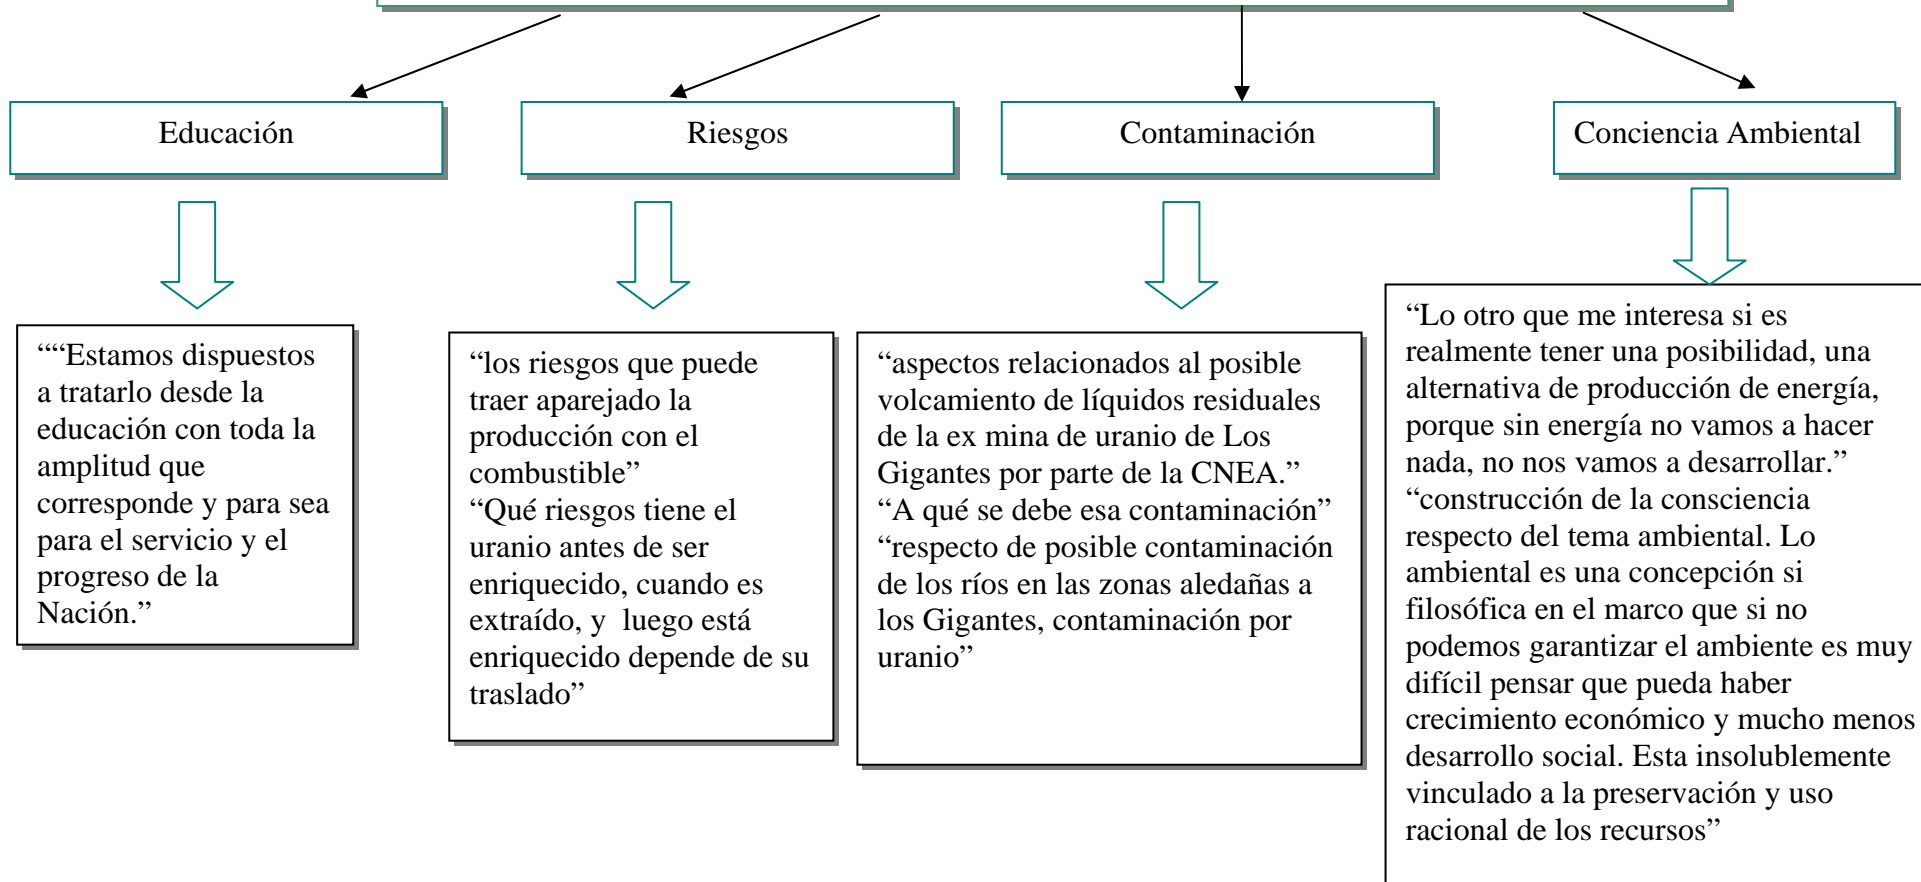 Educación
Riesgos
Contaminación
Conciencia Ambiental
““Estamos dispuestos
a tratarlo desde la
educación con toda la
amplitud que
corresponde y para sea
para el servicio y el
progreso de la
Nación.”
“los riesgos que puede
traer aparejado la
producción con el
combustible”
“Qué riesgos tiene el
uranio antes de ser
enriquecido, cuando es
extraído, y  luego está
enriquecido depende de su
traslado”
“aspectos relacionados al posible
volcamiento de líquidos residuales
de la ex mina de uranio de Los
Gigantes por parte de la CNEA.”
“A qué se debe esa contaminación”
“respecto de posible contaminación
de los ríos en las zonas aledañas a
los Gigantes, contaminación por
uranio”
“Lo otro que me interesa si es
realmente tener una posibilidad, una
alternativa de producción de energía,
porque sin energía no vamos a hacer
nada, no nos vamos a desarrollar.”
“construcción de la consciencia
respecto del tema ambiental. Lo
ambiental es una concepción si
filosófica en el marco que si no
podemos garantizar el ambiente es muy
difícil pensar que pueda haber
crecimiento económico y mucho menos
desarrollo social. Esta insolublemente
vinculado a la preservación y uso
racional de los recursos”